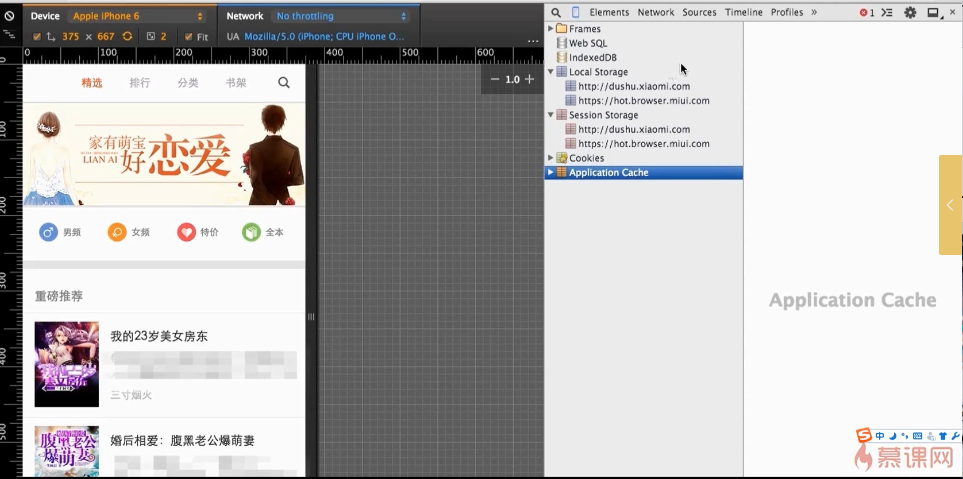 Device Apple iPhone 6 Network No throttling
375 × 667 2 Fit UA Mozilla/5.0 (iPhone; CPU iPhone O... ...
0 100 200 300 400 500 600
精选 排行 分类 书架
1.0
家有萌宝
LIAN AI 好 恋爱
男频 女频 特价 全本
重磅推荐
我的23岁美女房东
三寸烟火
腹黑老公
爆萌妻
婚后相爱：腹黑老公爆萌妻
100
200
300
400
500
Elements Network Sources Timeline Profiles » 1
Frames
Web SQL
IndexedDB
Local Storage
http://dushu.xiaomi.com
https://hot.browser.miui.com
Session Storage
http://dushu.xiaomi.com
https://hot.browser.miui.com
Cookies
Application Cache
Application Cache
中
慕课网